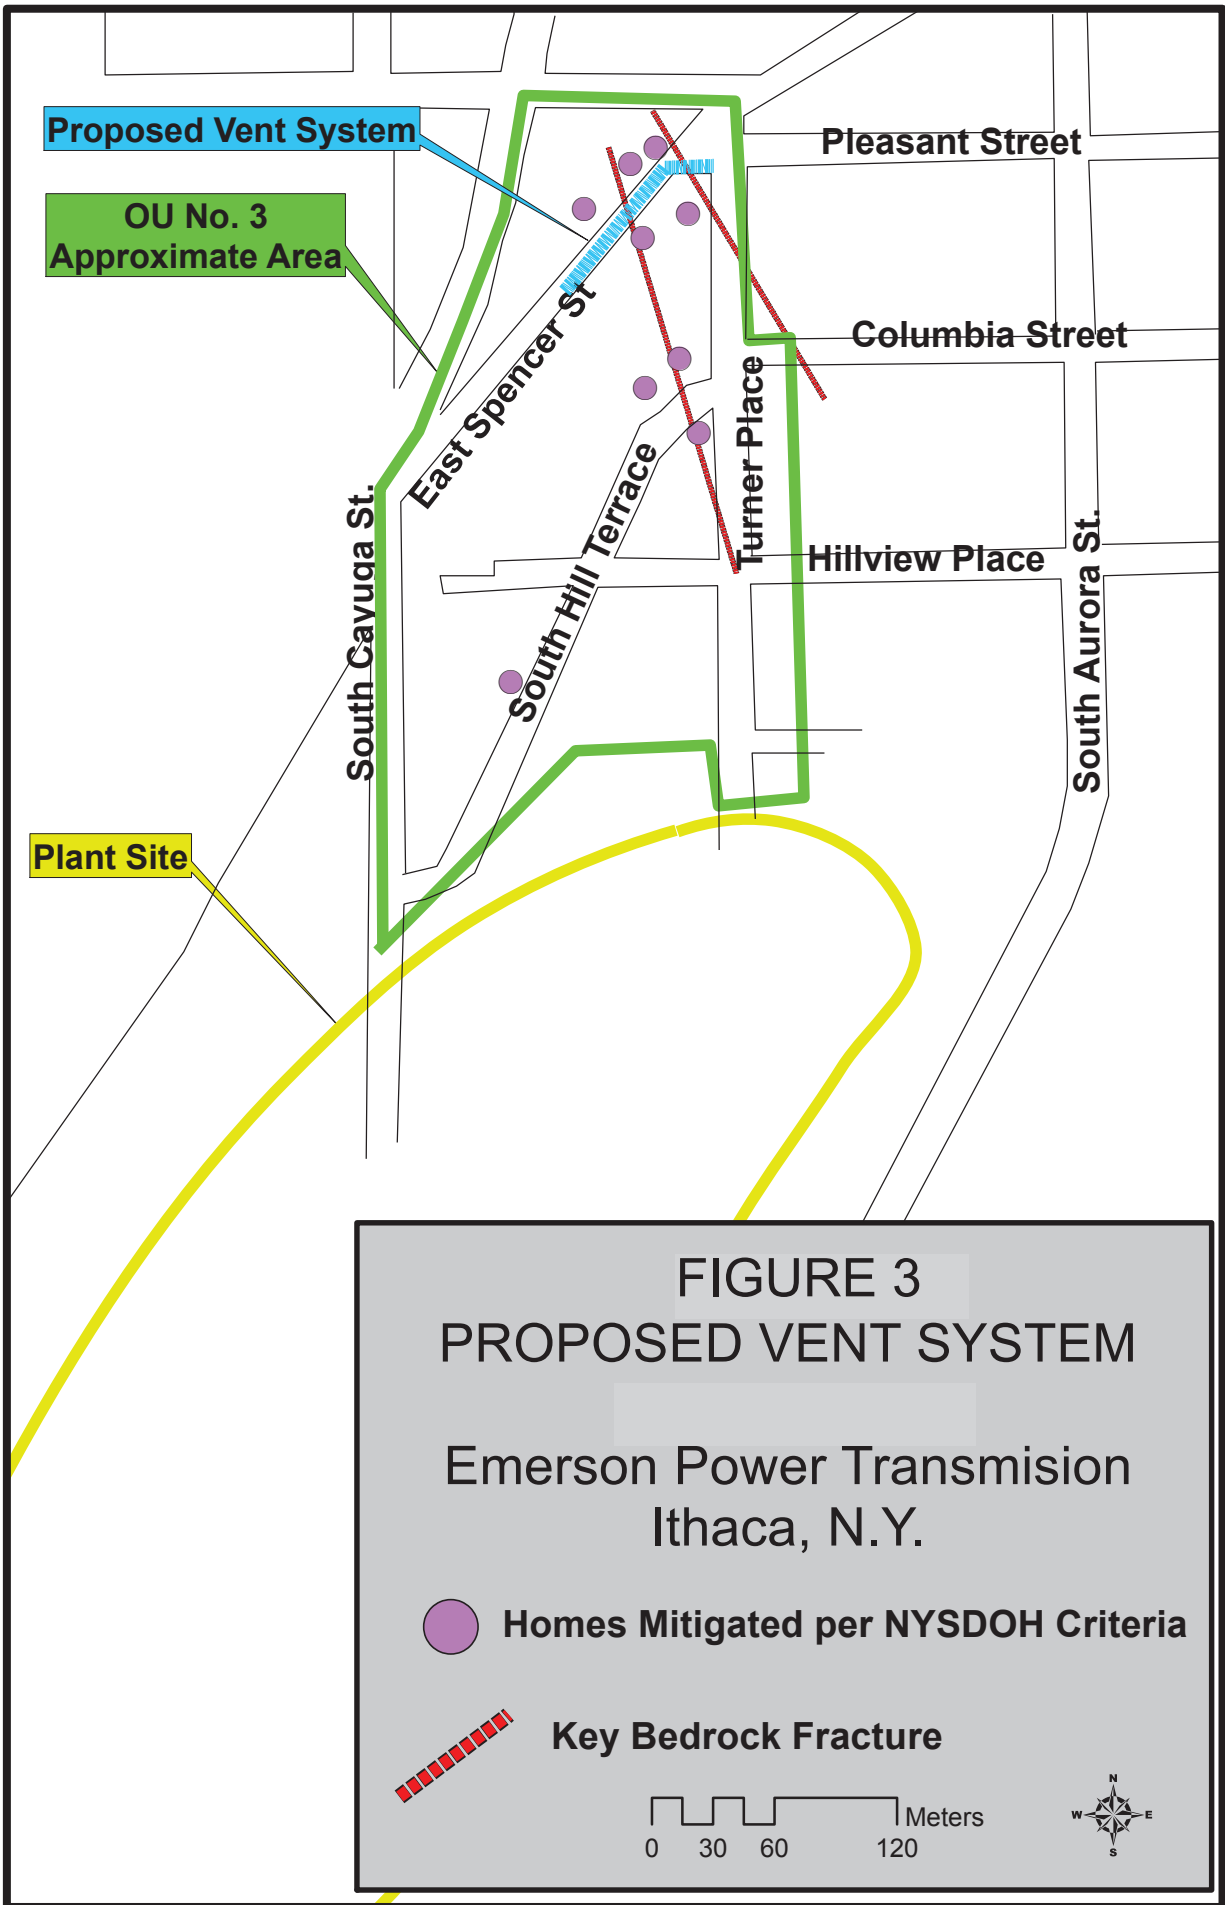 Proposed Vent System
OU No. 3
Approximate Area
Pleasant Street
Columbia Street
East Spencer St
Turner Place
South Hill Terrace
Hillview Place
South Cayuga St.
South Aurora St.
Plant Site
FIGURE 3
PROPOSED VENT SYSTEM
Emerson Power Transmision
Ithaca, N.Y.
Homes Mitigated per NYSDOH Criteria
Key Bedrock Fracture
Meters
0 30 60 120
N
W E
S